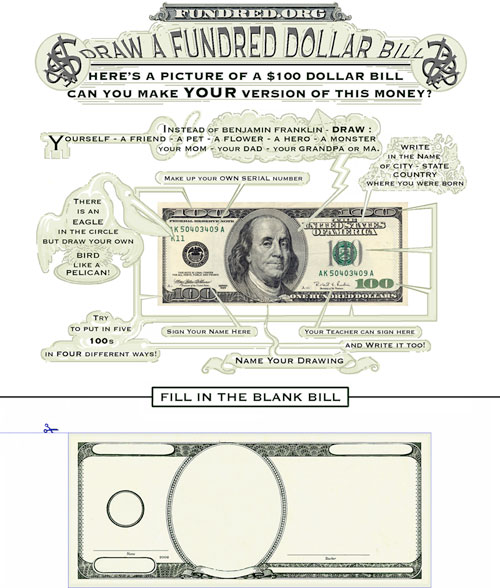 FUNDRED.ORG
DRAW A FUNDRED DOLLAR BILL
HERE'S A PICTURE OF A $100 DOLLAR BILL
CAN YOU MAKE YOUR VERSION OF THIS MONEY?
INSTEAD OF BENJAMIN FRANKLIN - DRAW :
YOURSELF - A FRIEND - A PET - A FLOWER - A HERO - A MONSTER
YOUR MOM - YOUR DAD - YOUR GRANDPA OR MA.
WRITE
IN THE NAME
OF CITY - STATE
COUNTRY
WHERE YOU WERE BORN
MAKE UP YOUR OWN SERIAL NUMBER
THERE
IS AN
EAGLE
IN THE CIRCLE
BUT DRAW YOUR OWN
BIRD
LIKE A
PELICAN!
FEDERAL RESERVE NOTE
AK 50403409 A
K11
THE UNITED STATES
OF AMERICA
AK 50403409 A
100
100
ONE HUNDRED DOLLARS
TRY
TO PUT IN FIVE
100S
IN FOUR DIFFERENT WAYS!
SIGN YOUR NAME HERE
YOUR TEACHER CAN SIGN HERE
AND WRITE IT TOO!
NAME YOUR DRAWING
FILL IN THE BLANK BILL
Name